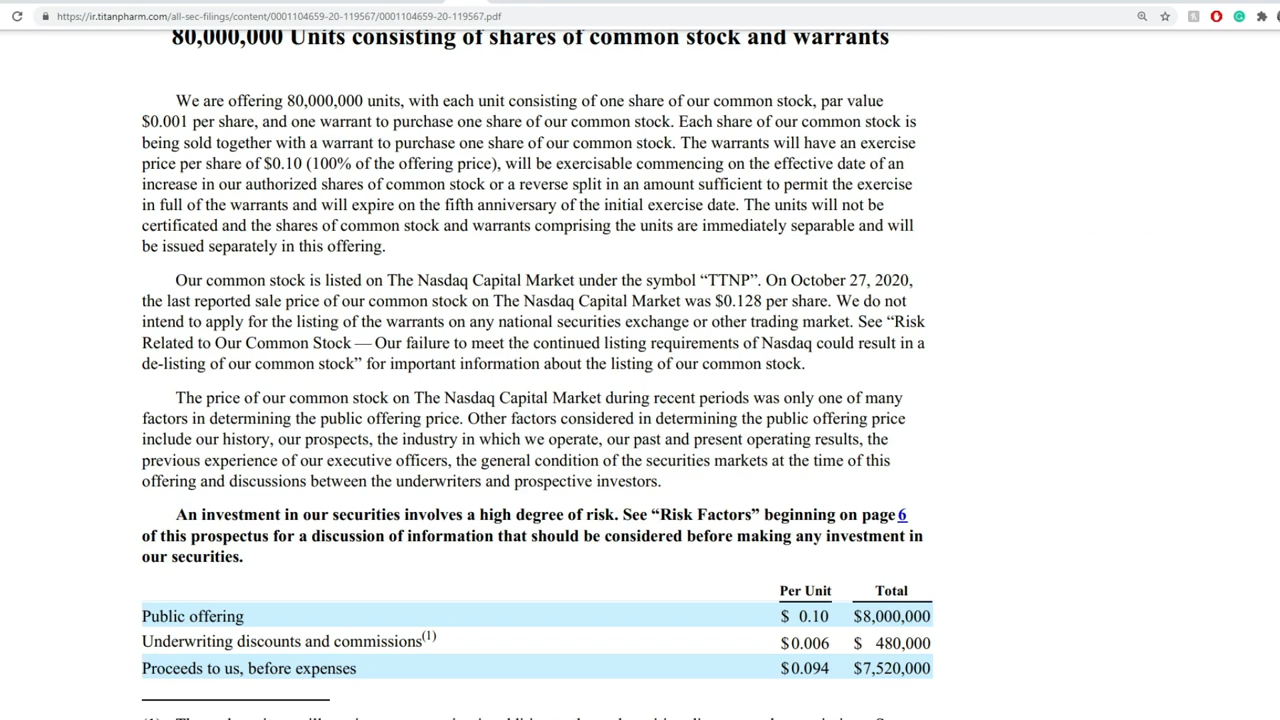 https://ir.titanpharm.com/all-sec-filings/content/0001104659-20-119567/0001104659-20-119567.pdf
80,000,000 Units consisting of shares of common stock and warrants
We are offering 80,000,000 units, with each unit consisting of one share of our common stock, par value
$0.001 per share, and one warrant to purchase one share of our common stock. Each share of our common stock is
being sold together with a warrant to purchase one share of our common stock. The warrants will have an exercise
price per share of $0.10 (100% of the offering price), will be exercisable commencing on the effective date of an
increase in our authorized shares of common stock or a reverse split in an amount sufficient to permit the exercise
in full of the warrants and will expire on the fifth anniversary of the initial exercise date. The units will not be
certificated and the shares of common stock and warrants comprising the units are immediately separable and will
be issued separately in this offering.
Our common stock is listed on The Nasdaq Capital Market under the symbol “TTNP”. On October 27, 2020,
the last reported sale price of our common stock on The Nasdaq Capital Market was $0.128 per share. We do not
intend to apply for the listing of the warrants on any national securities exchange or other trading market. See “Risk
Related to Our Common Stock — Our failure to meet the continued listing requirements of Nasdaq could result in a
de-listing of our common stock” for important information about the listing of our common stock.
The price of our common stock on The Nasdaq Capital Market during recent periods was only one of many
factors in determining the public offering price. Other factors considered in determining the public offering price
include our history, our prospects, the industry in which we operate, our past and present operating results, the
previous experience of our executive officers, the general condition of the securities markets at the time of this
offering and discussions between the underwriters and prospective investors.
An investment in our securities involves a high degree of risk. See “Risk Factors” beginning on page 6
of this prospectus for a discussion of information that should be considered before making any investment in
our securities.
Per Unit Total
Public offering $ 0.10 $8,000,000
Underwriting discounts and commissions(1) $0.006 $ 480,000
Proceeds to us, before expenses $0.094 $7,520,000